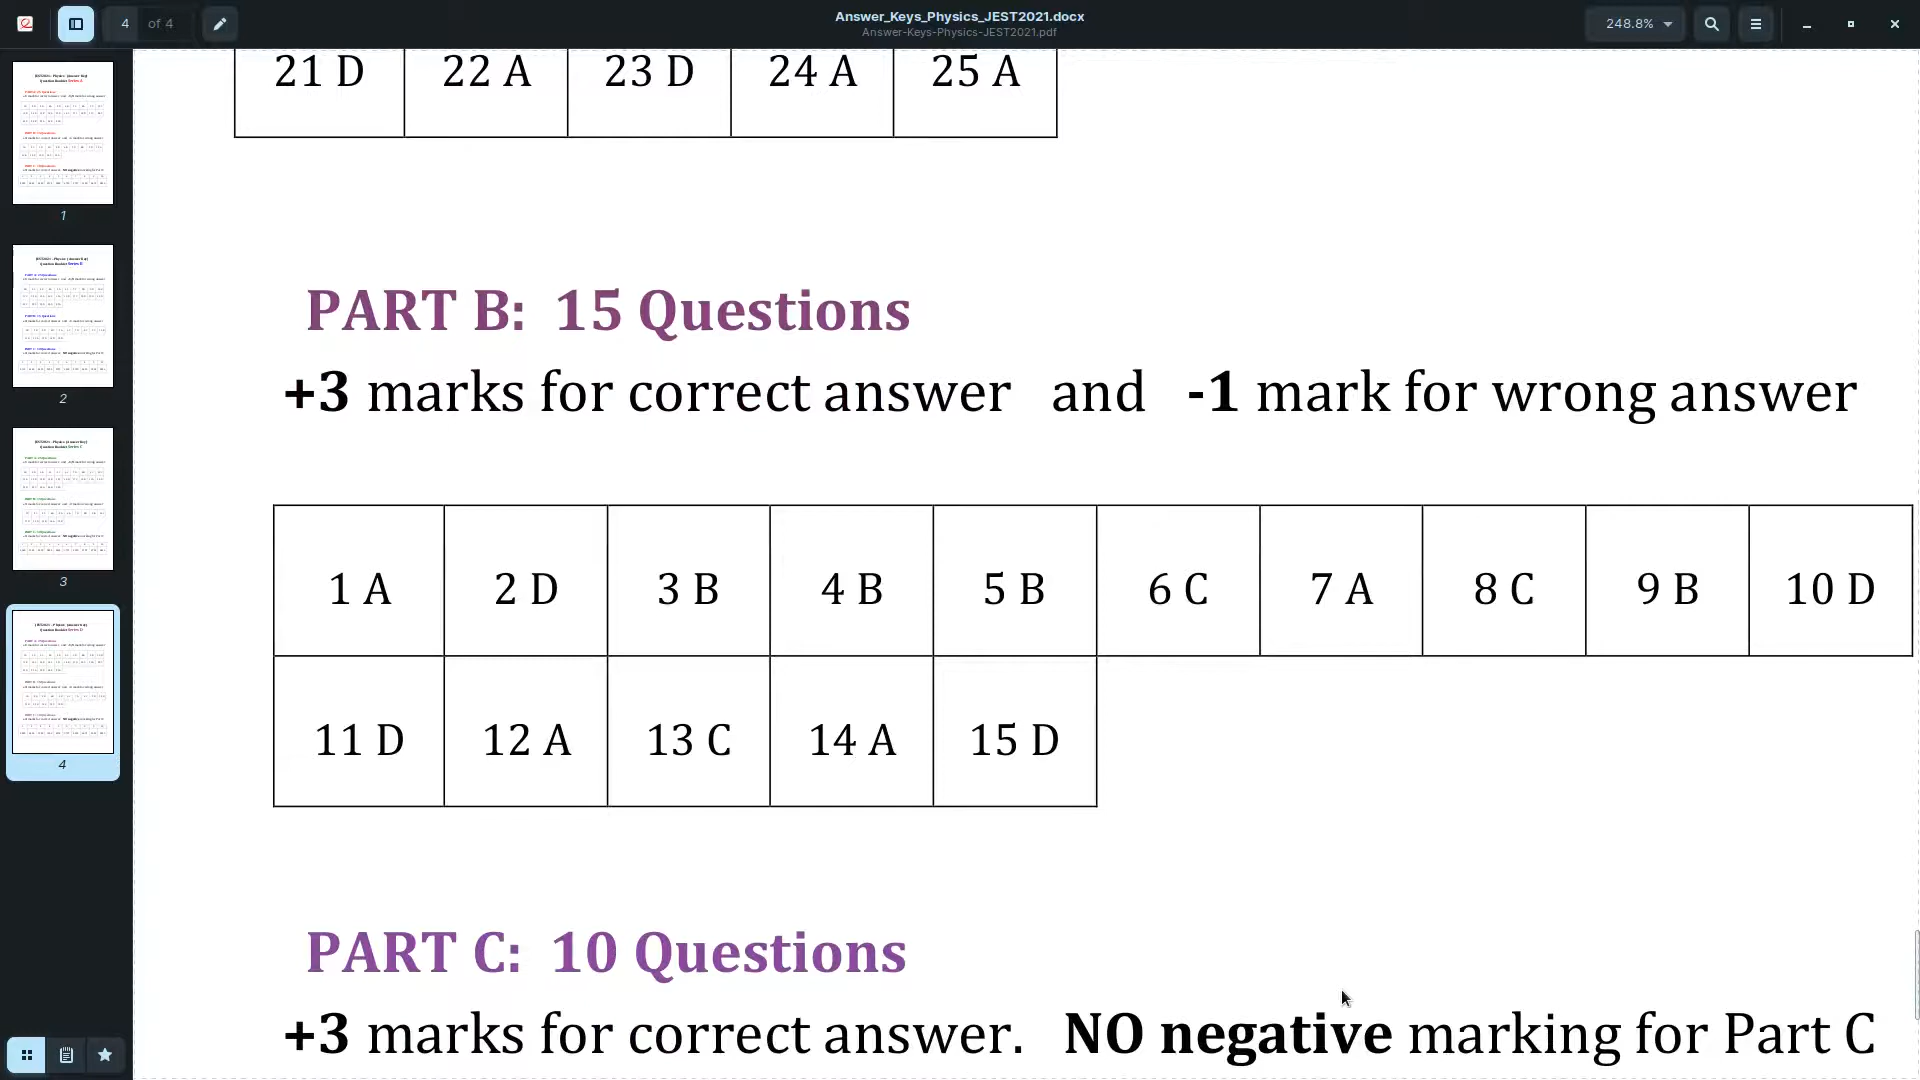 4 of 4
Answer_Keys_Physics_JEST2021.docx
Answer-Keys-Physics-JEST2021.pdf
248.8%
1
2
3
4
21 D 22 A 23 D 24 A 25 A
PART B: 15 Questions
+3 marks for correct answer and -1 mark for wrong answer
1 A 2 D 3 B 4 B 5 B 6 C 7 A 8 C 9 B 10 D
11 D 12 A 13 C 14 A 15 D
PART C: 10 Questions
+3 marks for correct answer. NO negative marking for Part C